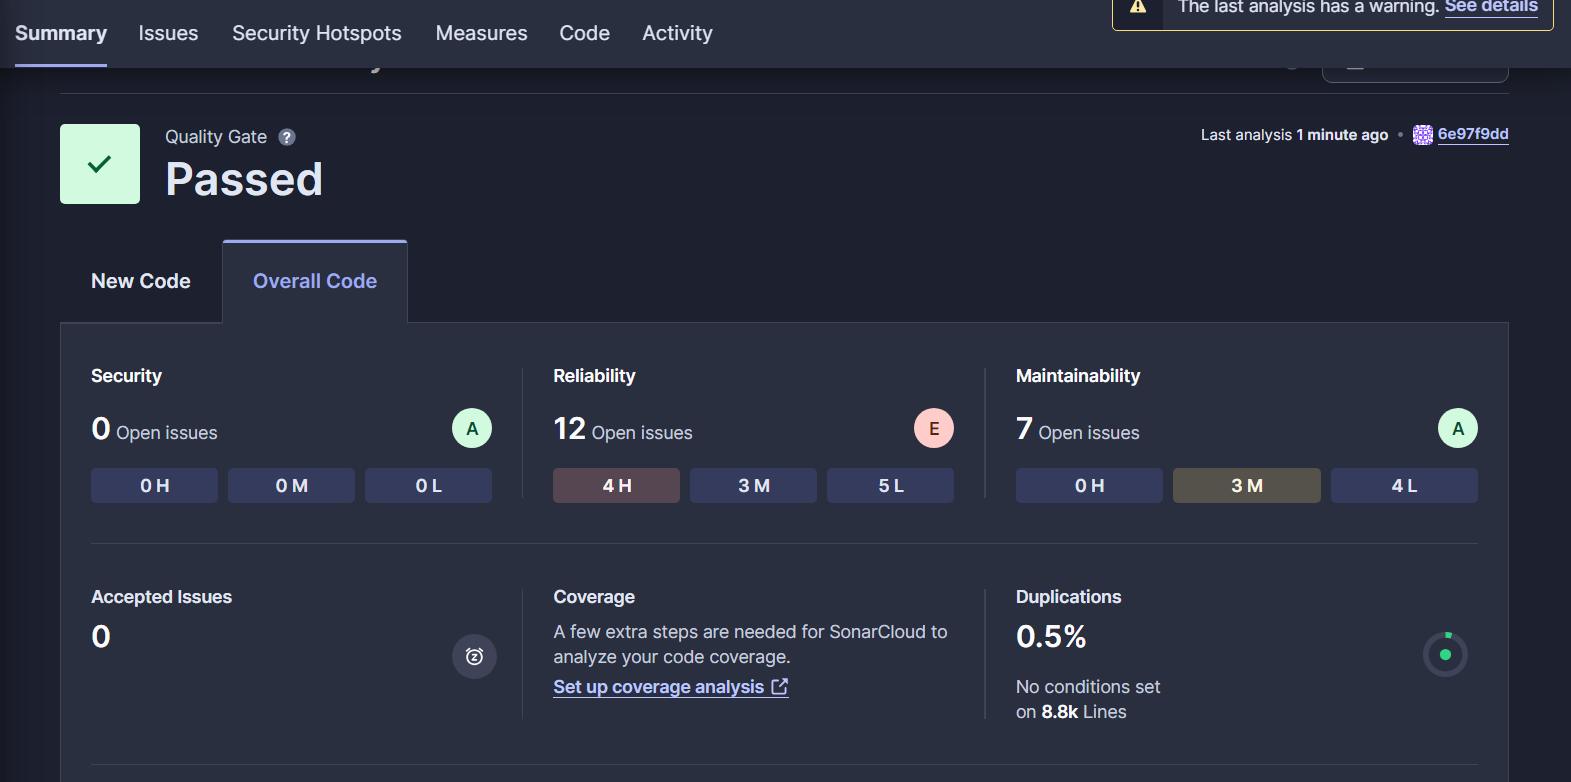 Summary Issues Security Hotspots Measures Code Activity
The last analysis has a warning. See details
Quality Gate ?
Passed
Last analysis 1 minute ago • 6e97f9dd
New Code Overall Code
Security
0 Open issues A
0 H 0 M 0 L
Reliability
12 Open issues E
4 H 3 M 5 L
Maintainability
7 Open issues A
0 H 3 M 4 L
Accepted Issues
0
Coverage
A few extra steps are needed for SonarCloud to
analyze your code coverage.
Set up coverage analysis
Duplications
0.5%
No conditions set
on 8.8k Lines